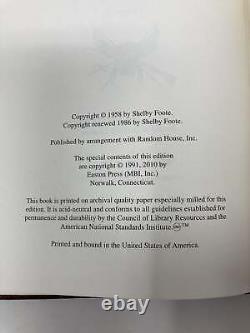 Copyright © 1958 by Shelby Foote.
Copyright renewed 1986 by Shelby Foote.
Published by arrangement with Random House, Inc.
The special contents of this edition
are copyright © 1991, 2010 by
Easton Press (MBI, Inc.)
Norwalk, Connecticut.
This book is printed on archival quality paper especially milled for this
edition. It is acid-neutral and conforms to all guidelines established for
permanence and durability by the Council of Library Resources and the
American National Standards Institute.™
Printed and bound in the United States of America.
thenicheshops.com